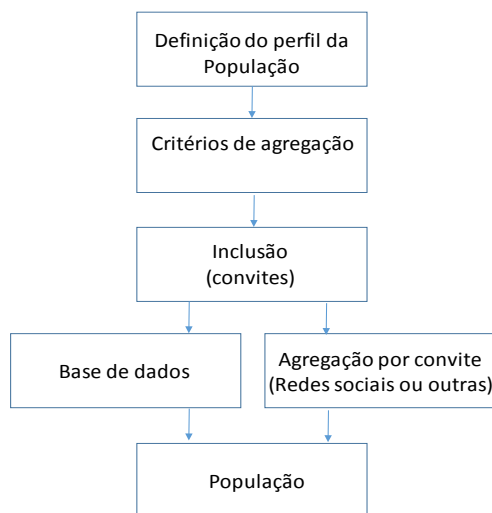 Definição do perfil da
População
Critérios de agregação
Inclusão
(convites)
Base de dados
Agregação por convite
(Redes sociais ou outras)
População